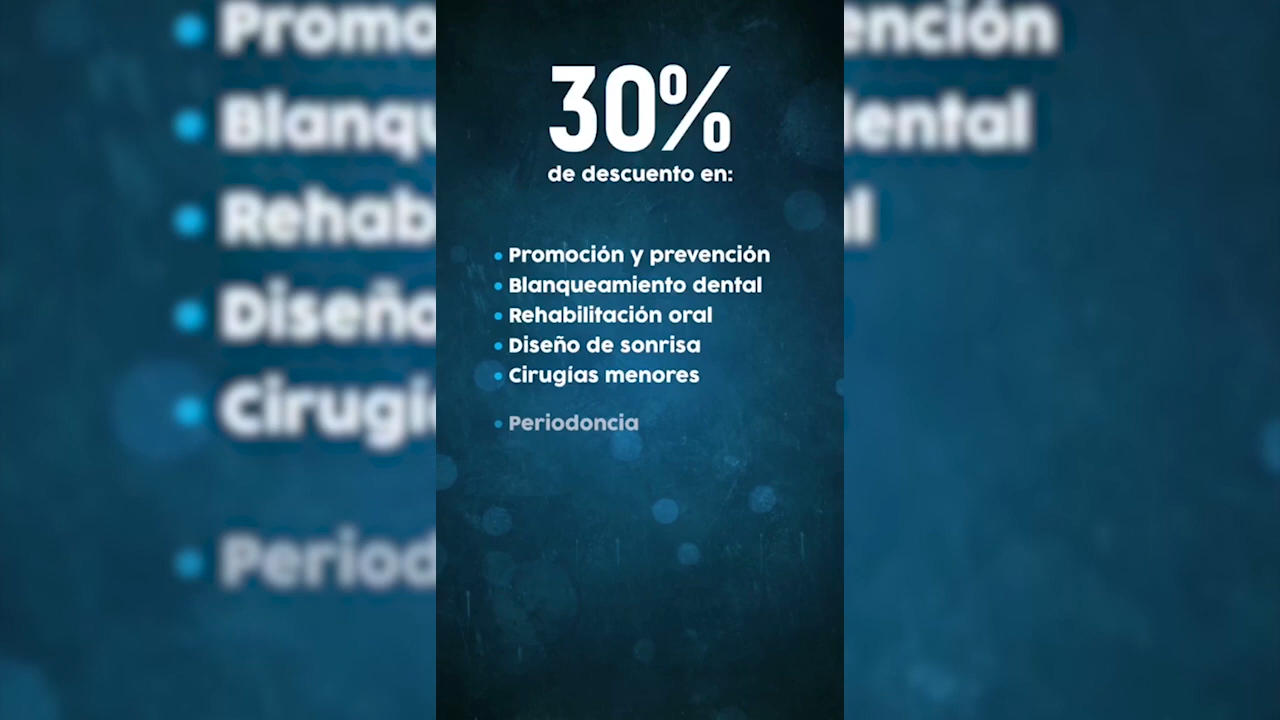 30%
de descuento en:
• Promoción y prevención
• Blanqueamiento dental
• Rehabilitación oral
• Diseño de sonrisa
• Cirugías menores
• Periodoncia